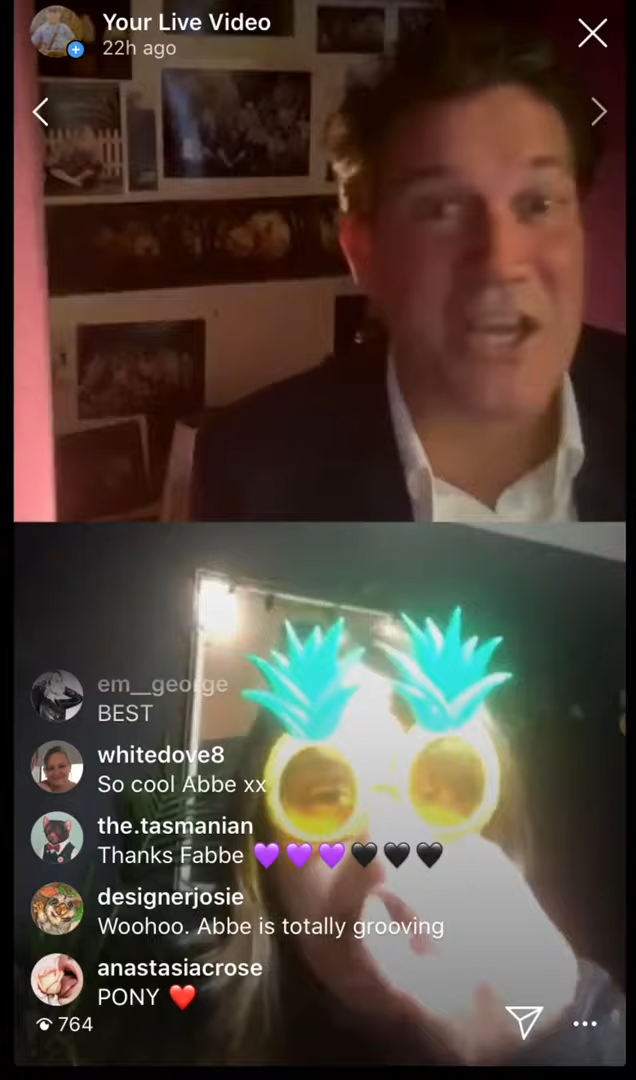 Your Live Video
22h ago
em__george
BEST
whitedove8
So cool Abbe xx
the.tasmanian
Thanks Fabbe 💜💜💜🖤🖤🖤
designerjosie
Woohoo. Abbe is totally grooving
anastasiacrose
PONY ❤️
764